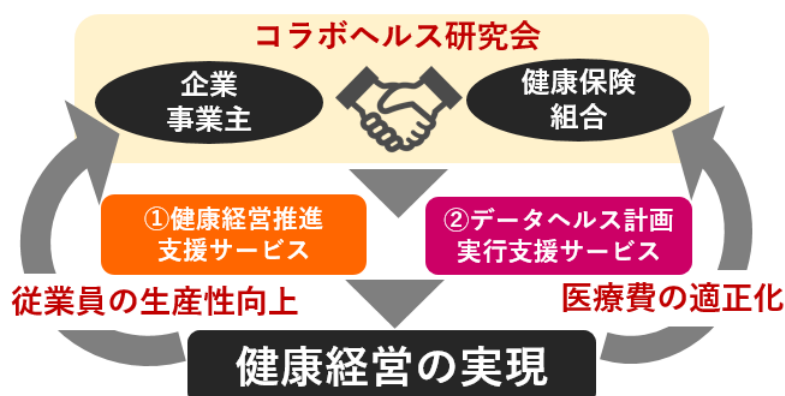 コラボヘルス研究会
企業
事業主
健康保険
組合
①健康経営推進
支援サービス
②データヘルス計画
実行支援サービス
従業員の生産性向上
医療費の適正化
健康経営の実現